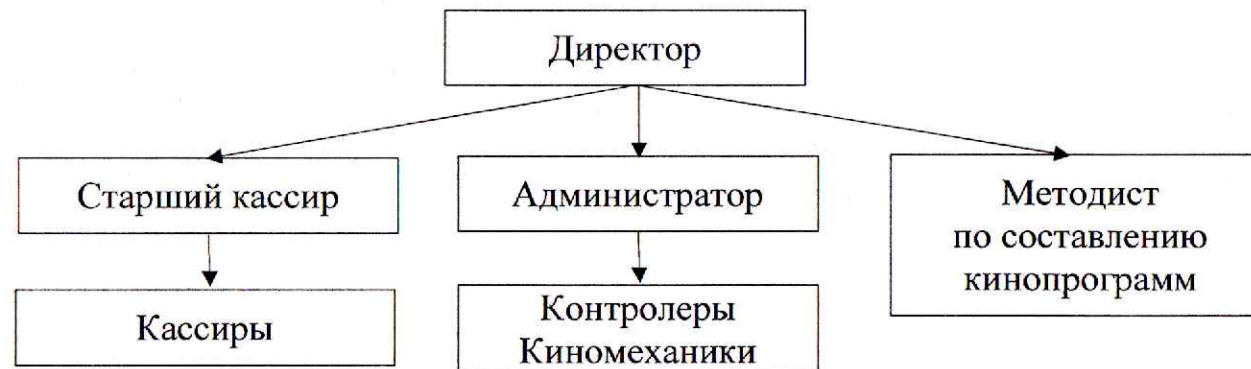 Директор
Старший кассир
Администратор
Методист
по составлению
кинопрограмм
Кассиры
Контролеры
Киномеханики